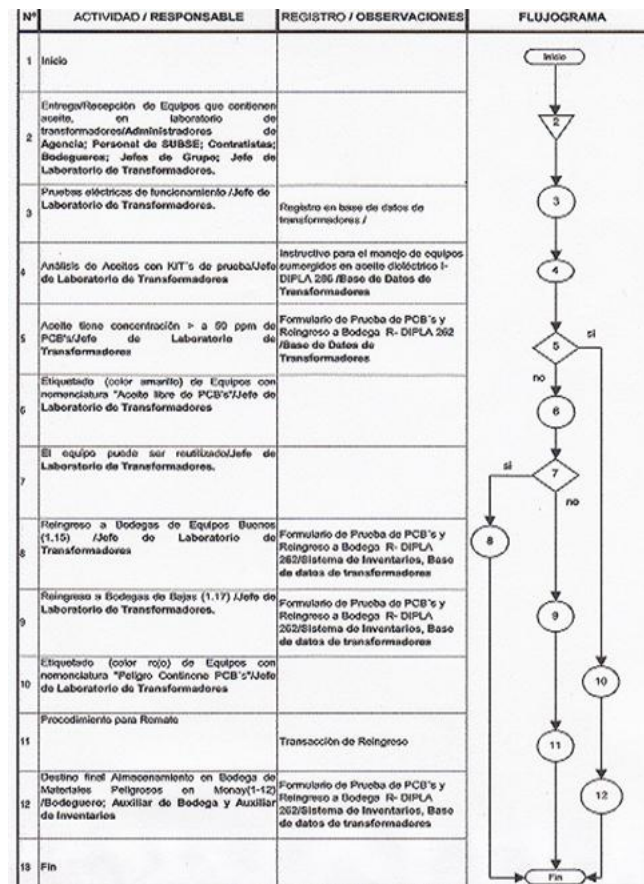 Nº ACTIVIDAD / RESPONSABLE REGISTRO / OBSERVACIONES FLUJOGRAMA
1 Inicio
Entrega/Recepción de Equipos que contienen
aceite, en laboratorio de
transformadores/Administradores de
2 Agencia; Personal de SUBSE; Contratistas;
Bodegueros; Jefes de Grupo; Jefe de
Laboratorio de Transformadores.
Pruebas eléctricas de funcionamiento /Jefe de
Laboratorio de Transformadores.
3
Registro en base de datos de
transformadores /
4 Análisis de Aceites con KIT's de prueba/Jefe
de Laboratorio de Transformadores
Instructivo para el manejo de equipos
sumergidos en aceite dieléctrico I-
DIPLA 286 /Base de Datos de
Transformadores
5 Aceite tiene concentración > a 50 ppm de
PCB's/Jefe de Laboratorio de
Transformadores
Formulario de Prueba de PCB's y
Reingreso a Bodega R- DIPLA 262
/Base de Datos de
Transformadores
Etiquetado (color amarillo) de Equipos con
nomenclatura "Aceite libre de PCB's"/Jefe de
6 Laboratorio de Transformadores
El equipo puede ser reutilizado/Jefe de
Laboratorio de Transformadores.
7
Reingreso a Bodegas de Equipos Buenos
(1.15) /Jefe de Laboratorio de
8 Transformadores
Formulario de Prueba de PCB's y
Reingreso a Bodega R- DIPLA
262/Sistema de Inventarios, Base
de datos de transformadores
Reingreso a Bodegas de Bajas (1.17) /Jefe de
Laboratorio de Transformadores.
9
Formulario de Prueba de PCB's y
Reingreso a Bodega R- DIPLA
262/Sistema de Inventarios, Base
de datos de transformadores
Etiquetado (color rojo) de Equipos con
nomenclatura "Peligro Contiene PCB's"/Jefe
10 de Laboratorio de Transformadores
Procedimiento para Remate
11
Transacción de Reingreso
Destino final Almacenamiento en Bodega de
Materiales Peligrosos en Monay(1-12)
12 /Bodeguero; Auxiliar de Bodega y Auxiliar
de Inventarios
Formulario de Prueba de PCB's y
Reingreso a Bodega R- DIPLA
262/Sistema de Inventarios, Base
de datos de transformadores
13 Fin
Inicio
2
3
4
5
si
no
6
7
si
no
8
9
10
11
12
Fin